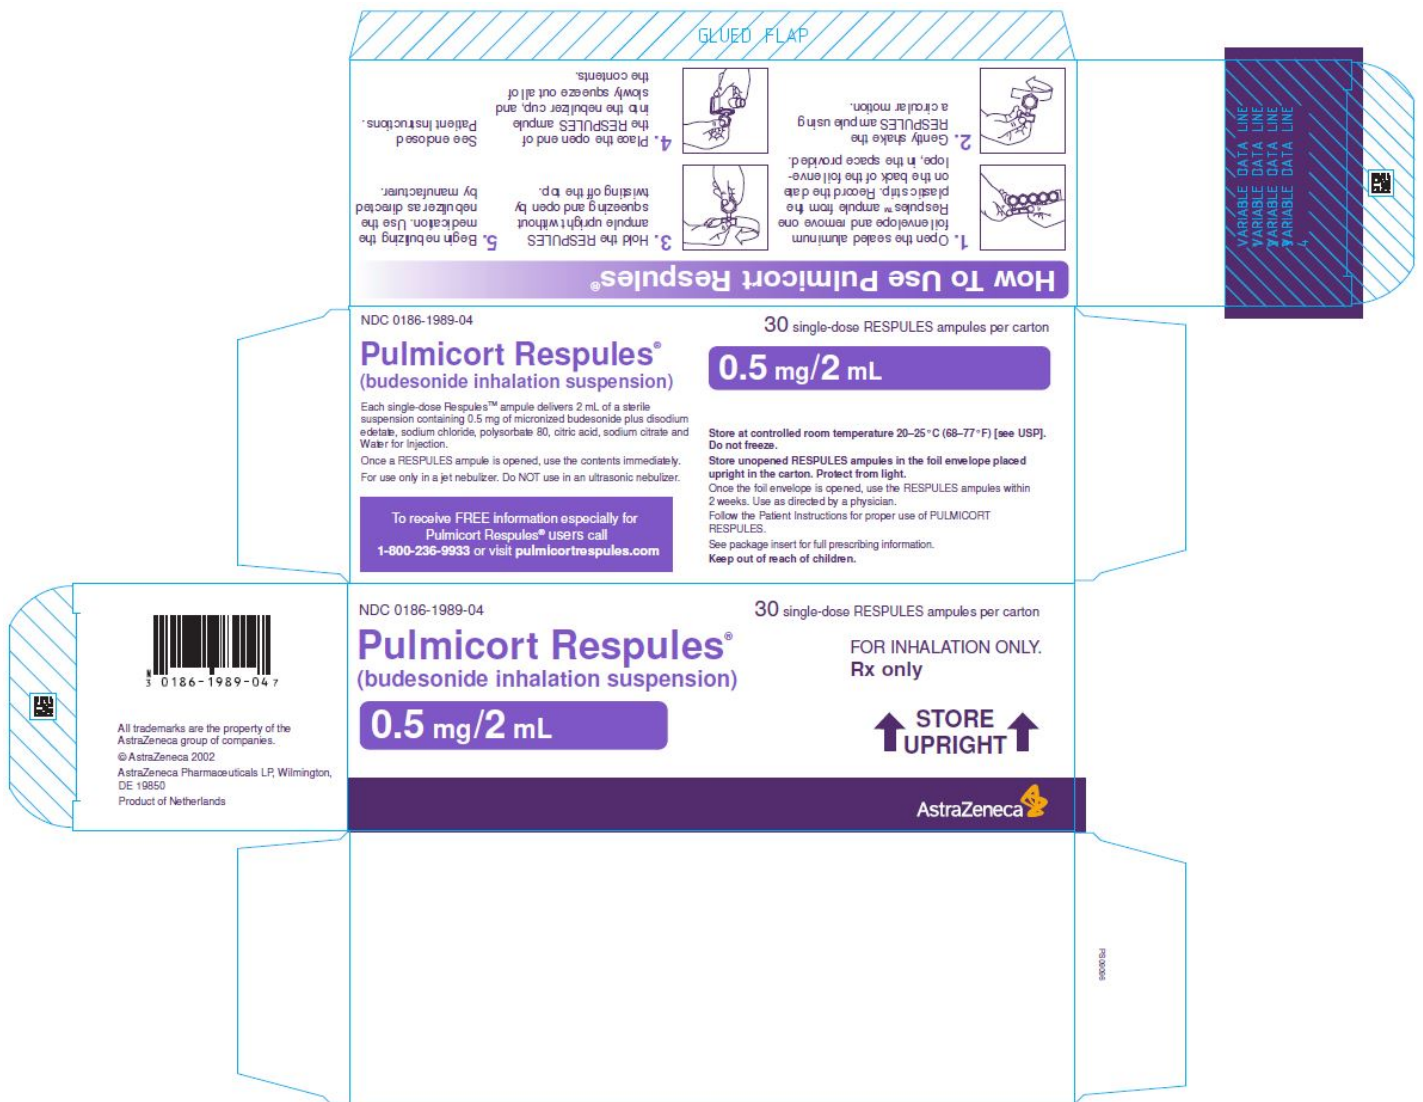 GLUED FLAP
How To Use Pulmicort Respules®
1. Open the sealed aluminum
foil envelope and remove one
Respules™ ampule from the
plastic strip. Record the date
on the back of the foil enve-
lope, in the space provided.
2. Gently shake the
RESPULES ampule using
a circular motion.
3. Hold the RESPULES
ampule upright without
squeezing and open by
twisting off the top.
4. Place the open end of
the RESPULES ampule
into the nebulizer cup, and
slowly squeeze out all of
the contents.
5. Begin nebulizing the
medication. Use the
nebulizer as directed
by manufacturer.
See enclosed
Patient Instructions.
VARIABLE DATA LINE
VARIABLE DATA LINE
VARIABLE DATA LINE
VARIABLE DATA LINE
4
NDC 0186-1989-04
Pulmicort Respules®
(budesonide inhalation suspension)
Each single-dose Respules™ ampule delivers 2 mL of a sterile
suspension containing 0.5 mg of micronized budesonide plus disodium
edetate, sodium chloride, polysorbate 80, citric acid, sodium citrate and
Water for Injection.
Once a RESPULES ampule is opened, use the contents immediately.
For use only in a jet nebulizer. Do NOT use in an ultrasonic nebulizer.
To receive FREE information especially for
Pulmicort Respules® users call
1-800-236-9933 or visit pulmicortrespules.com
30 single-dose RESPULES ampules per carton
0.5 mg/2 mL
Store at controlled room temperature 20–25°C (68–77°F) [see USP].
Do not freeze.
Store unopened RESPULES ampules in the foil envelope placed
upright in the carton. Protect from light.
Once the foil envelope is opened, use the RESPULES ampules within
2 weeks. Use as directed by a physician.
Follow the Patient Instructions for proper use of PULMICORT
RESPULES.
See package insert for full prescribing information.
Keep out of reach of children.
N
3 0186-1989-04 7
All trademarks are the property of the
AstraZeneca group of companies.
© AstraZeneca 2002
AstraZeneca Pharmaceuticals LP, Wilmington,
DE 19850
Product of Netherlands
NDC 0186-1989-04
Pulmicort Respules®
(budesonide inhalation suspension)
0.5 mg/2 mL
30 single-dose RESPULES ampules per carton
FOR INHALATION ONLY.
Rx only
STORE
UPRIGHT
AstraZeneca